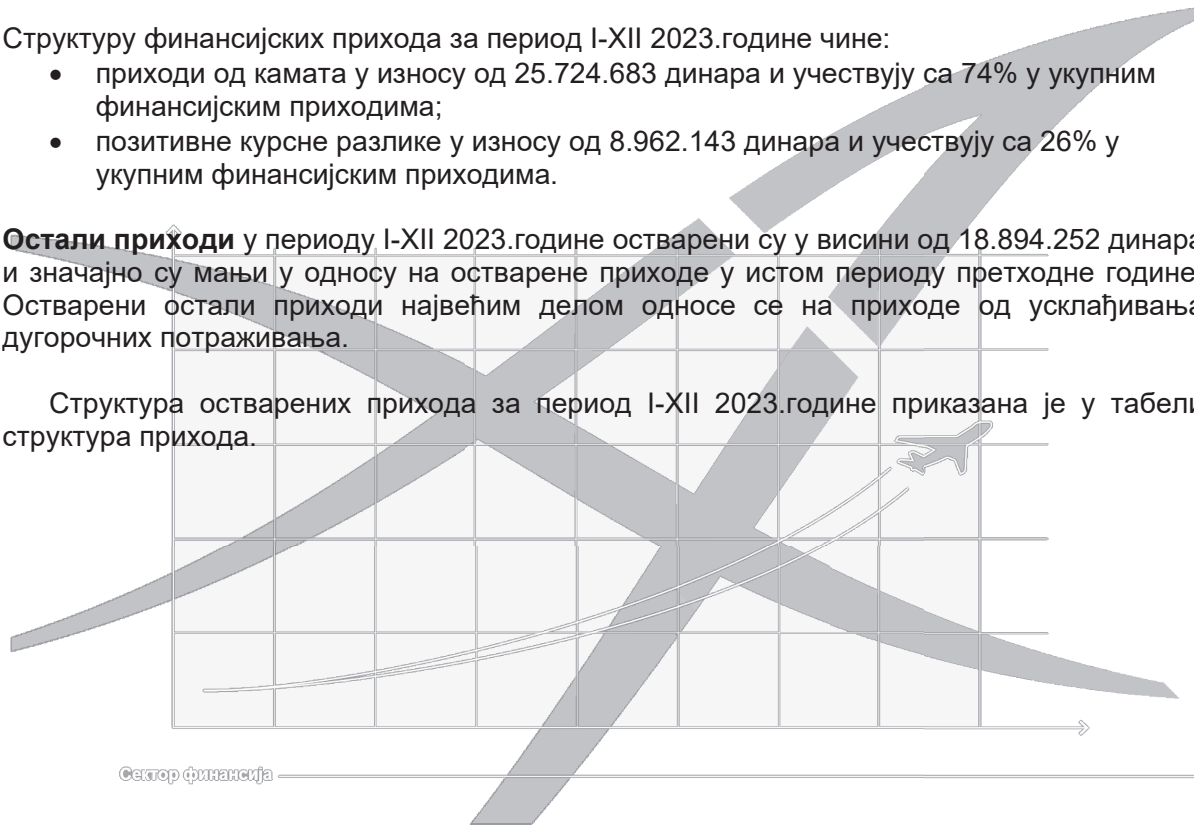 Структуру финансијских прихода за период I-XII 2023.године чине:
• приходи од камата у износу од 25.724.683 динара и учествују са 74% у укупним
финансијским приходима;
• позитивне курсне разлике у износу од 8.962.143 динара и учествују са 26% у
укупним финансијским приходима.
Остали приходи у периоду I-XII 2023.године остварени су у висини од 18.894.252 динара
и значајно су мањи у односу на остварене приходе у истом периоду претходне године
Остварени остали приходи највећим делом односе се на приходе од усклађивања
дугорочних потраживања.
Структура остварених прихода за период I-XII 2023.године приказана је у табели
структура прихода.
Сектор финансија